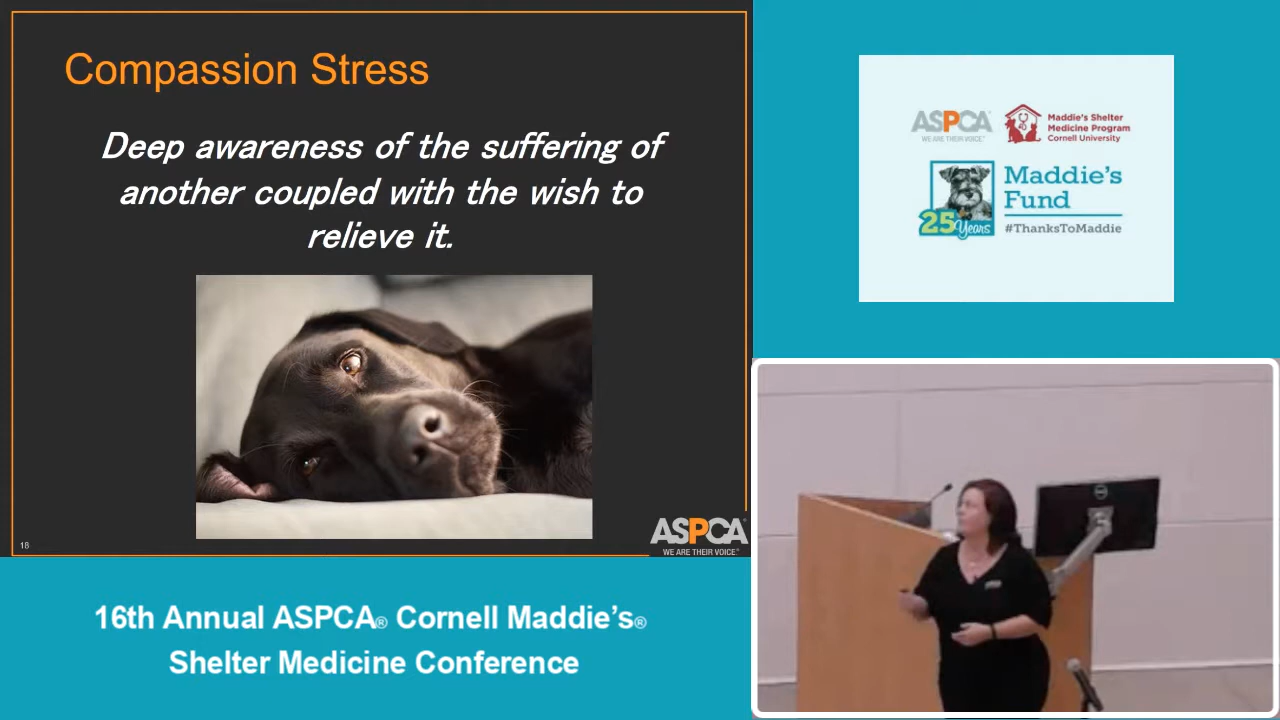 Compassion Stress
Deep awareness of the suffering of
another coupled with the wish to
relieve it.
18
ASPCA®
WE ARE THEIR VOICE®
16th Annual ASPCA® Cornell Maddie's®
Shelter Medicine Conference
ASPCA®
WE ARE THEIR VOICE®
Maddie's Shelter
Medicine Program
Cornell University
Maddie's
Fund
25 Years
#ThanksToMaddie